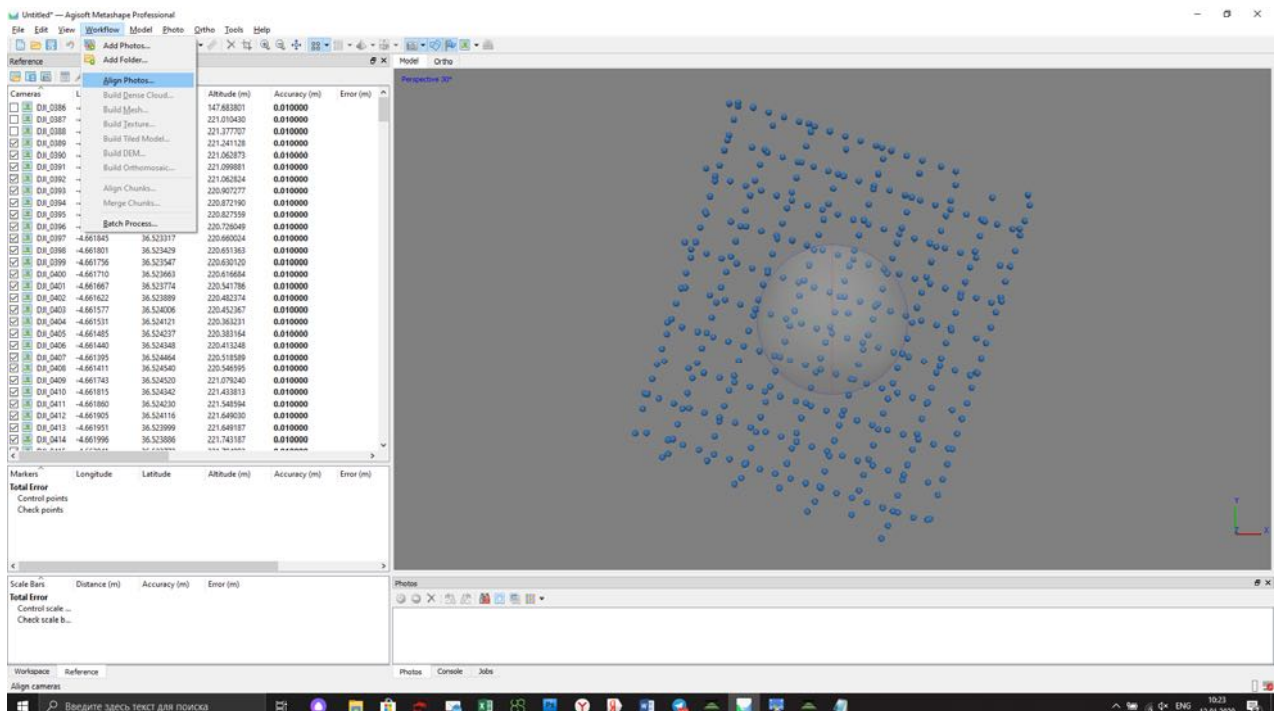 Untitled* — Agisoft Metashape Professional
File Edit View Workflow Model Photo Ortho Tools Help
Add Photos...
Add Folder...
Align Photos...
Build Dense Cloud...
Build Mesh...
Build Texture...
Build Tiled Model...
Build DEM...
Build Orthomosaic...
Align Chunks...
Merge Chunks...
Batch Process...
Reference
Model Ortho
Perspective 30°
Cameras Altitude (m) Accuracy (m) Error (m)
DJI_0386 147.683801 0.010000
DJI_0387 221.010430 0.010000
DJI_0388 221.377707 0.010000
DJI_0389 221.241128 0.010000
DJI_0390 221.062873 0.010000
DJI_0391 221.099881 0.010000
DJI_0392 221.062824 0.010000
DJI_0393 220.907277 0.010000
DJI_0394 220.872190 0.010000
DJI_0395 220.827559 0.010000
DJI_0396 220.726049 0.010000
DJI_0397 -4.661845 36.523317 220.660024 0.010000
DJI_0398 -4.661801 36.523429 220.651363 0.010000
DJI_0399 -4.661756 36.523547 220.630120 0.010000
DJI_0400 -4.661710 36.523663 220.616684 0.010000
DJI_0401 -4.661667 36.523774 220.541786 0.010000
DJI_0402 -4.661622 36.523889 220.482374 0.010000
DJI_0403 -4.661577 36.524006 220.452367 0.010000
DJI_0404 -4.661531 36.524121 220.363231 0.010000
DJI_0405 -4.661485 36.524237 220.383164 0.010000
DJI_0406 -4.661440 36.524348 220.413248 0.010000
DJI_0407 -4.661395 36.524464 220.518589 0.010000
DJI_0408 -4.661411 36.524540 220.546595 0.010000
DJI_0409 -4.661743 36.524520 221.079240 0.010000
DJI_0410 -4.661815 36.524342 221.433813 0.010000
DJI_0411 -4.661860 36.524230 221.548594 0.010000
DJI_0412 -4.661905 36.524116 221.649030 0.010000
DJI_0413 -4.661951 36.523999 221.649187 0.010000
DJI_0414 -4.661996 36.523886 221.743187 0.010000
Markers Longitude Latitude Altitude (m) Accuracy (m) Error (m)
Total Error
Control points
Check points
Y
Z X
Scale Bars Distance (m) Accuracy (m) Error (m)
Total Error
Control scale ...
Check scale b...
Photos
Workspace Reference
Photos Console Jobs
Align cameras
Введите здесь текст для поиска
ENG
10:23